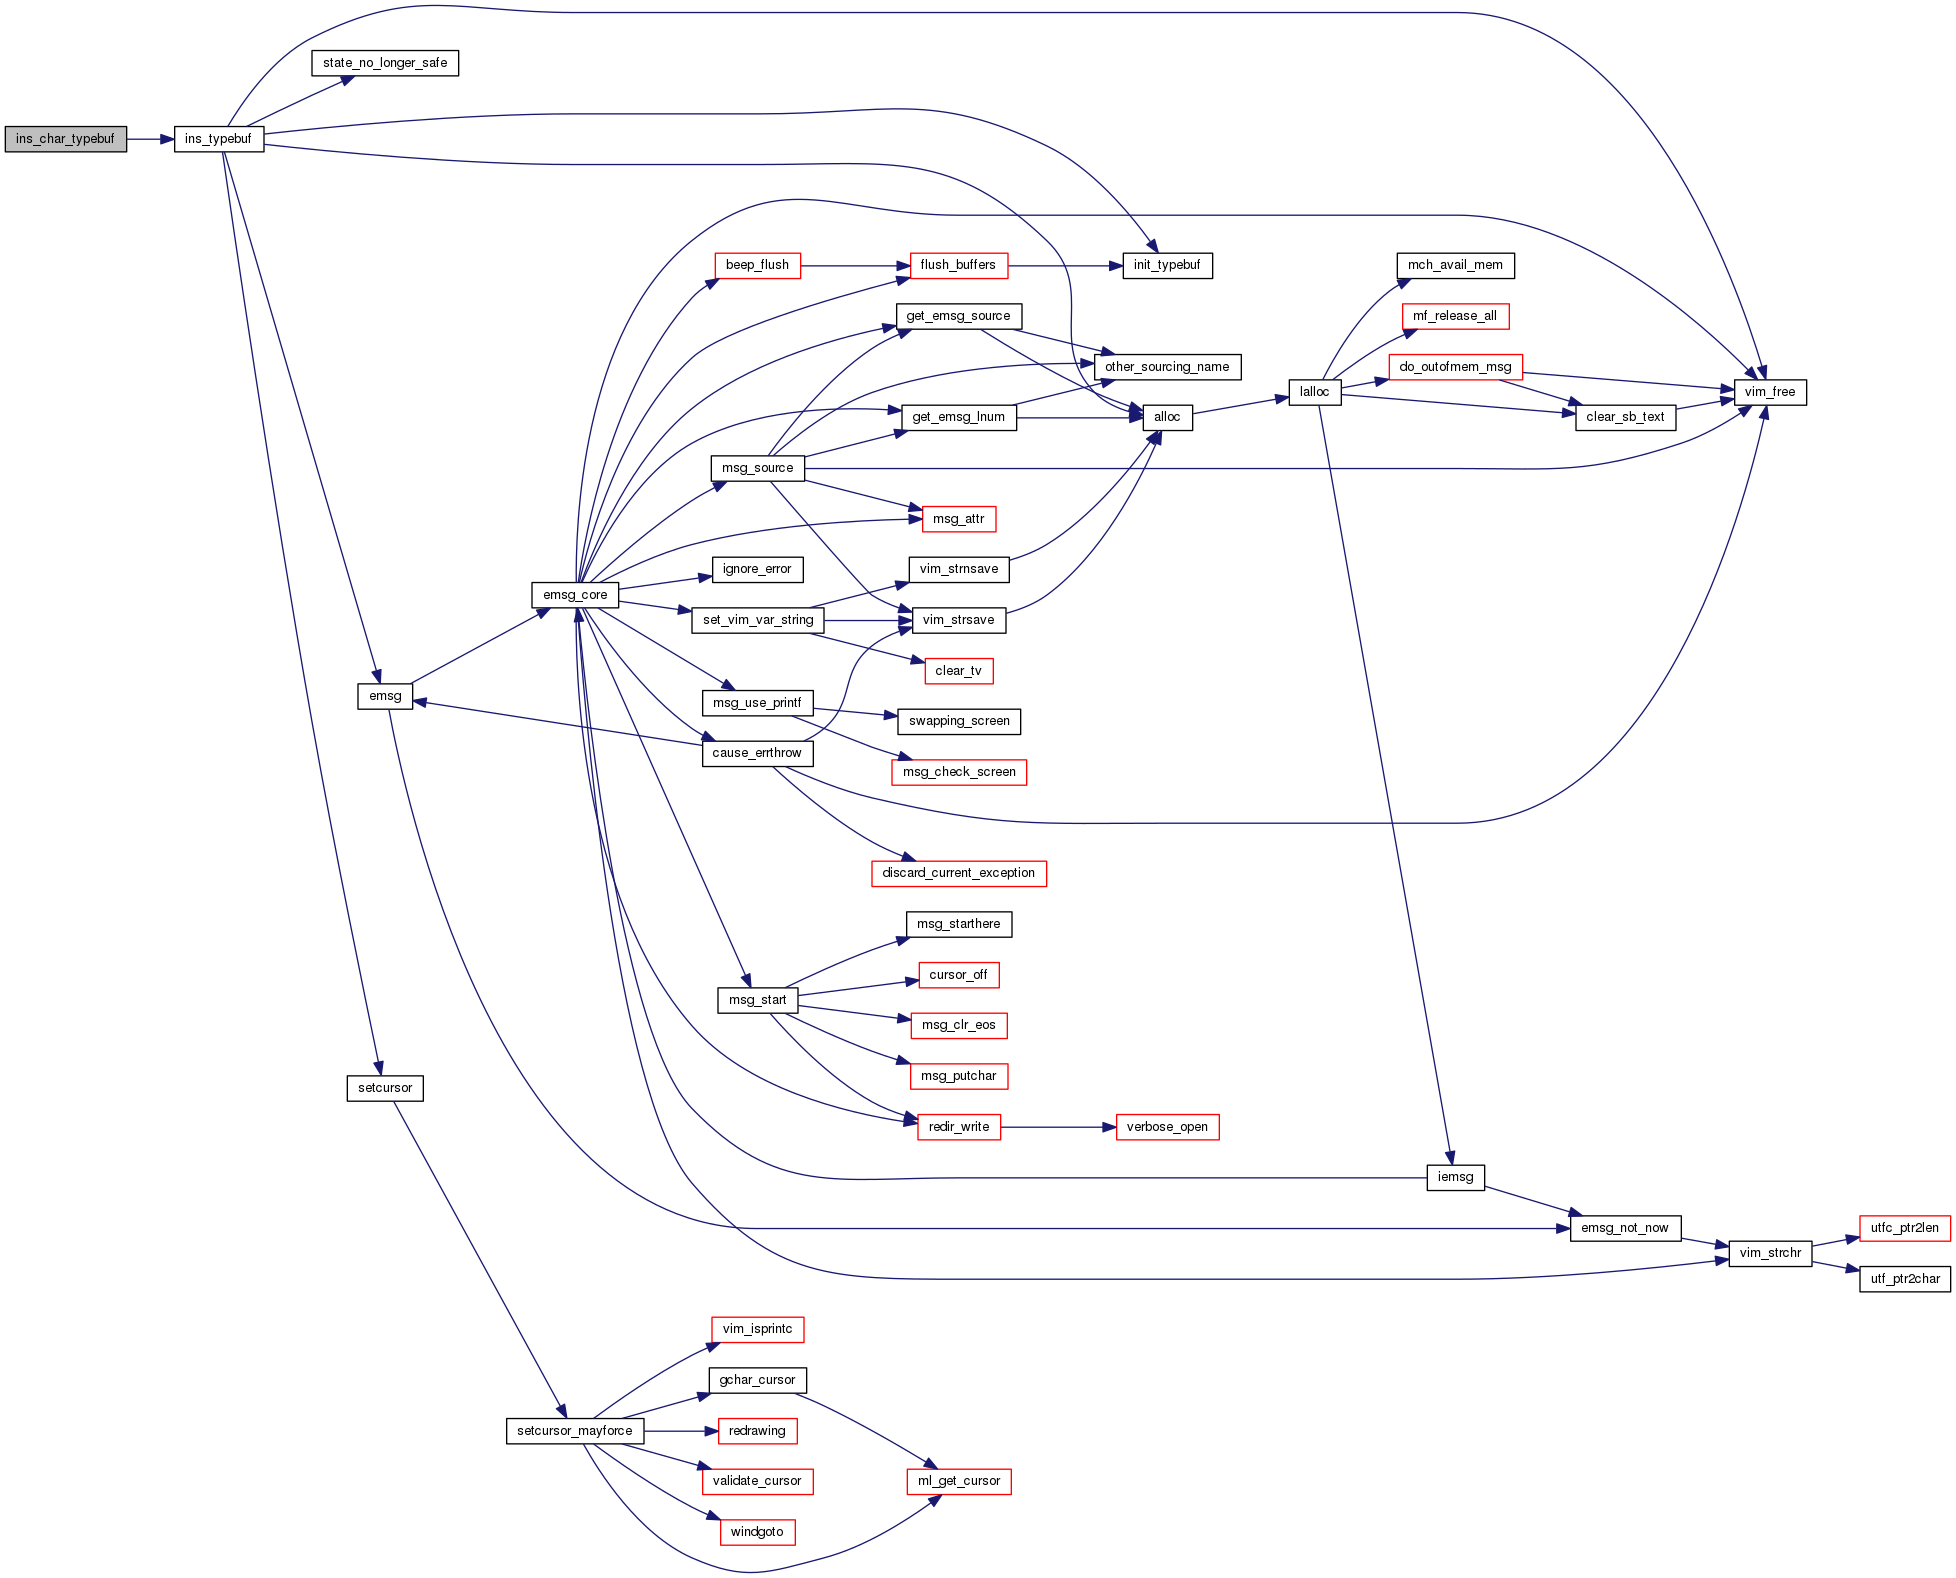 state_no_longer_safe
ins_char_typebuf
ins_typebuf
beep_flush
flush_buffers
init_typebuf
mch_avail_mem
get_emsg_source
mf_release_all
other_sourcing_name
do_outofmem_msg
lalloc
vim_free
get_emsg_lnum
alloc
clear_sb_text
msg_source
msg_attr
ignore_error
vim_strnsave
emsg_core
set_vim_var_string
vim_strsave
clear_tv
emsg
msg_use_printf
swapping_screen
cause_errthrow
msg_check_screen
discard_current_exception
msg_starthere
cursor_off
msg_start
msg_clr_eos
setcursor
msg_putchar
redir_write
verbose_open
iemsg
emsg_not_now
utfc_ptr2len
vim_strchr
utf_ptr2char
vim_isprintc
gchar_cursor
setcursor_mayforce
redrawing
validate_cursor
ml_get_cursor
windgoto